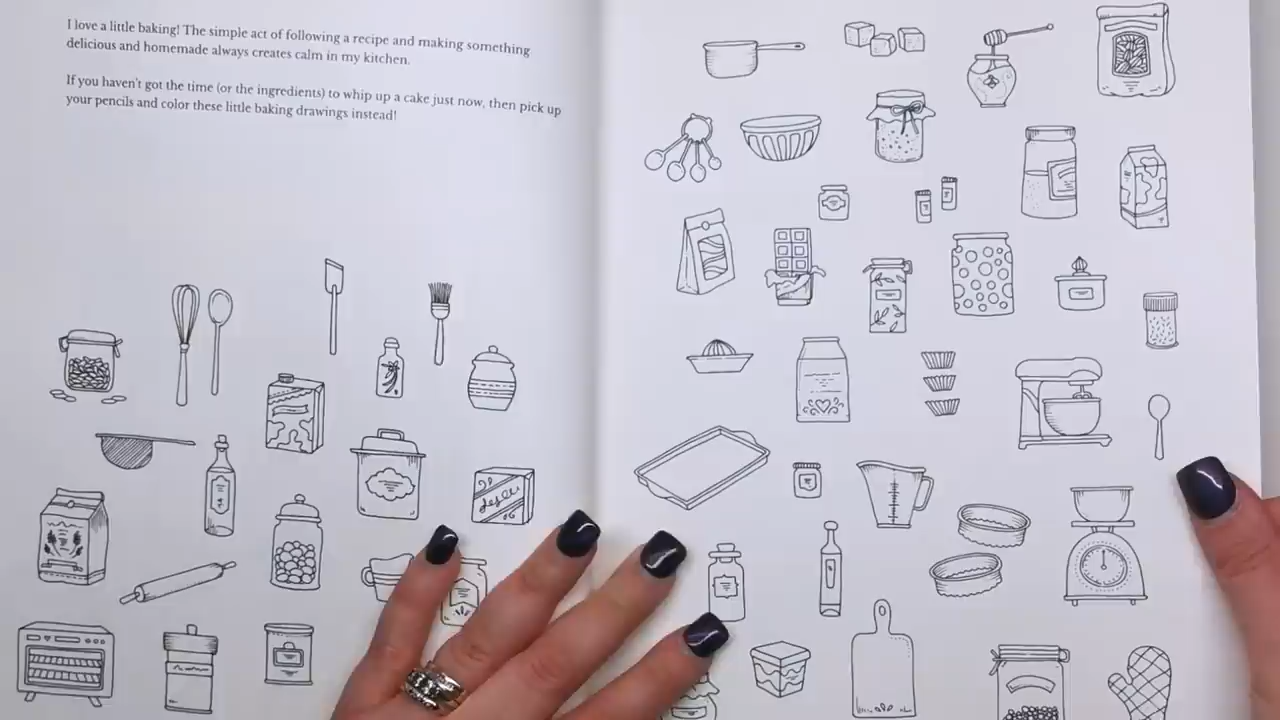 I love a little baking! The simple act of following a recipe and making something
delicious and homemade always creates calm in my kitchen.
If you haven't got the time (or the ingredients) to whip up a cake just now, then pick up
your pencils and color these little baking drawings instead!